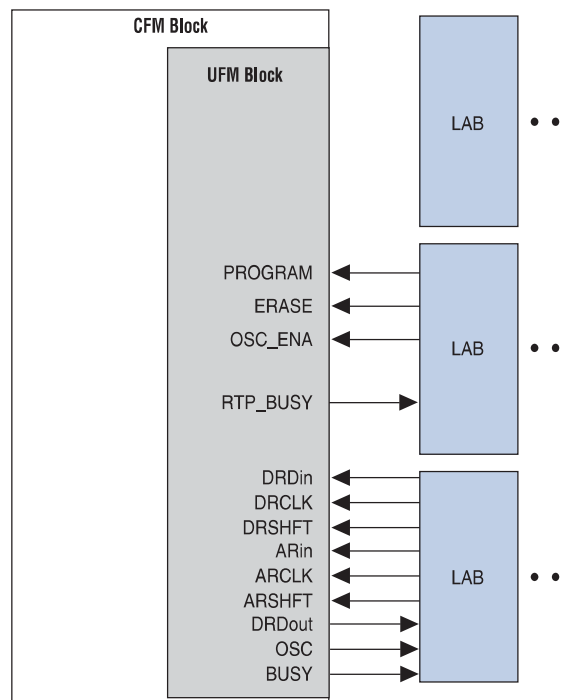 CFM Block
UFM Block
LAB
PROGRAM
ERASE
OSC_ENA
LAB
RTP_BUSY
DRDin
DRCLK
DRSHFT
ARin
ARCLK
LAB
ARSHFT
DRDout
OSC
BUSY